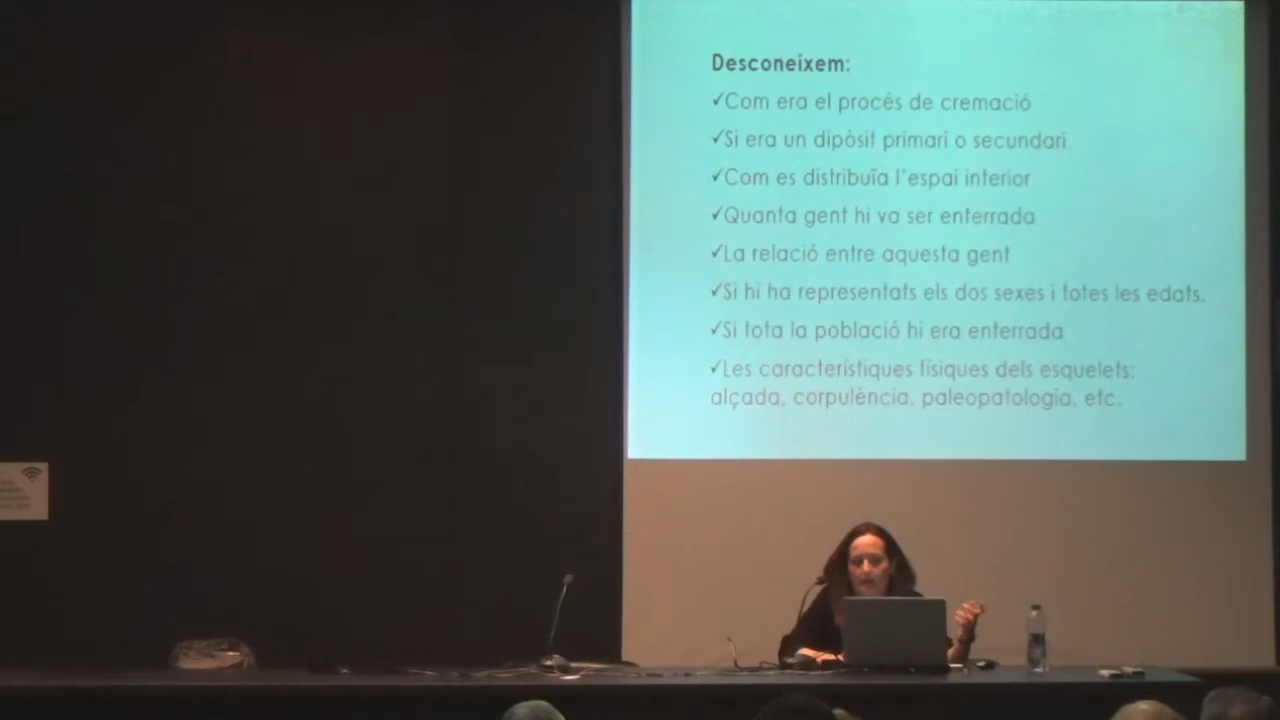 Desconeixem:
✓Com era el procés de cremació
✓Si era un dipòsit primari o secundari
✓Com es distribuïa l'espai interior
✓Quanta gent hi va ser enterrada
✓La relació entre aquesta gent
✓Si hi ha representats els dos sexes i totes les edats.
✓Si tota la població hi era enterrada
✓Les característiques físiques dels esquelets:
alçada, corpulència, paleopatologia, etc.